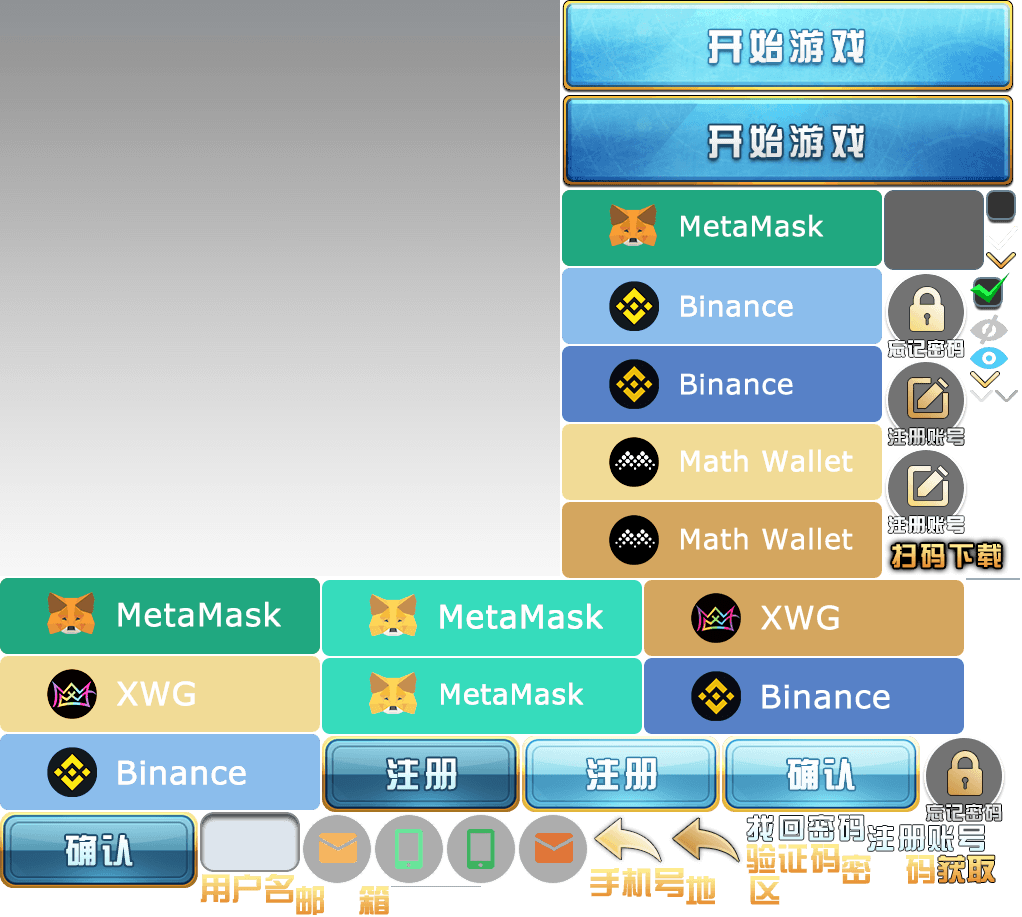 开始游戏
开始游戏
MetaMask
Binance
忘记密码
Binance
注册账号
Math Wallet
注册账号
Math Wallet
扫码下载
MetaMask
MetaMask
XWG
XWG
MetaMask
Binance
Binance
注册
注册
确认
忘记密码
确认
找回密码
注册账号
验证码
密 码
获取
用户名
邮 箱
手机号
地 区